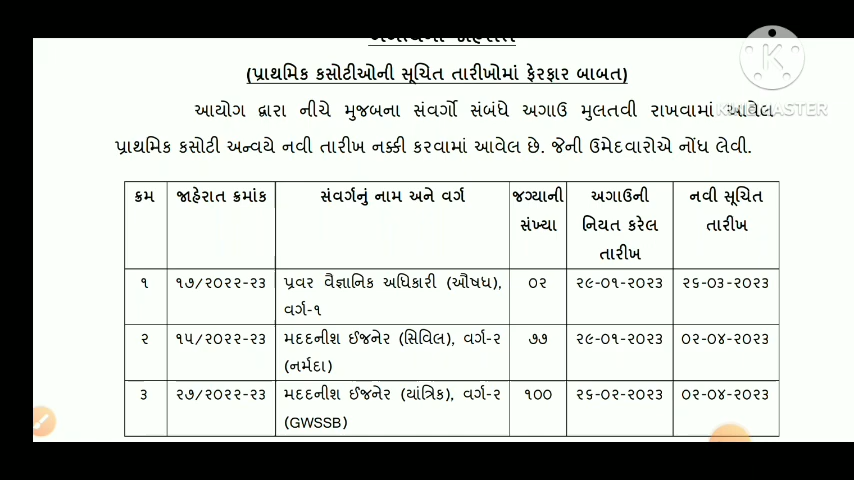 (પ્રાથમિક કસોટીઓની સૂચિત તારીખોમાં ફેરફાર બાબત)
આયોગ દ્વારા નીચે મુજબના સંવર્ગો સંબંધે અગાઉ મુલતવી રાખવામાં આવેલ
પ્રાથમિક કસોટી અન્વયે નવી તારીખ નક્કી કરવામાં આવેલ છે. જેની ઉમેદવારોએ નોંધ લેવી.
ક્રમ જાહેરાત ક્રમાંક સંવર્ગનું નામ અને વર્ગ જગ્યાની સંખ્યા અગાઉની નિયત કરેલ તારીખ નવી સૂચિત તારીખ
૧ ૧૭/૨૦૨૨-૨૩ પ્રવર વૈજ્ઞાનિક અધિકારી (ઔષધ), ૦૨ ૨૯-૦૧-૨૦૨૩ ૨૬-૦૩-૨૦૨૩
વર્ગ-૧
૨ ૧૫/૨૦૨૨-૨૩ મદદનીશ ઈજનેર (સિવિલ), વર્ગ-૨ ૭૭ ૨૯-૦૧-૨૦૨૩ ૦૨-૦૪-૨૦૨૩
(નર્મદા)
૩ ૨૭/૨૦૨૨-૨૩ મદદનીશ ઈજનેર (યાંત્રિક), વર્ગ-૨ ૧૦૦ ૨૬-૦૨-૨૦૨૩ ૦૨-૦૪-૨૦૨૩
(GWSSB)
KINEMASTER